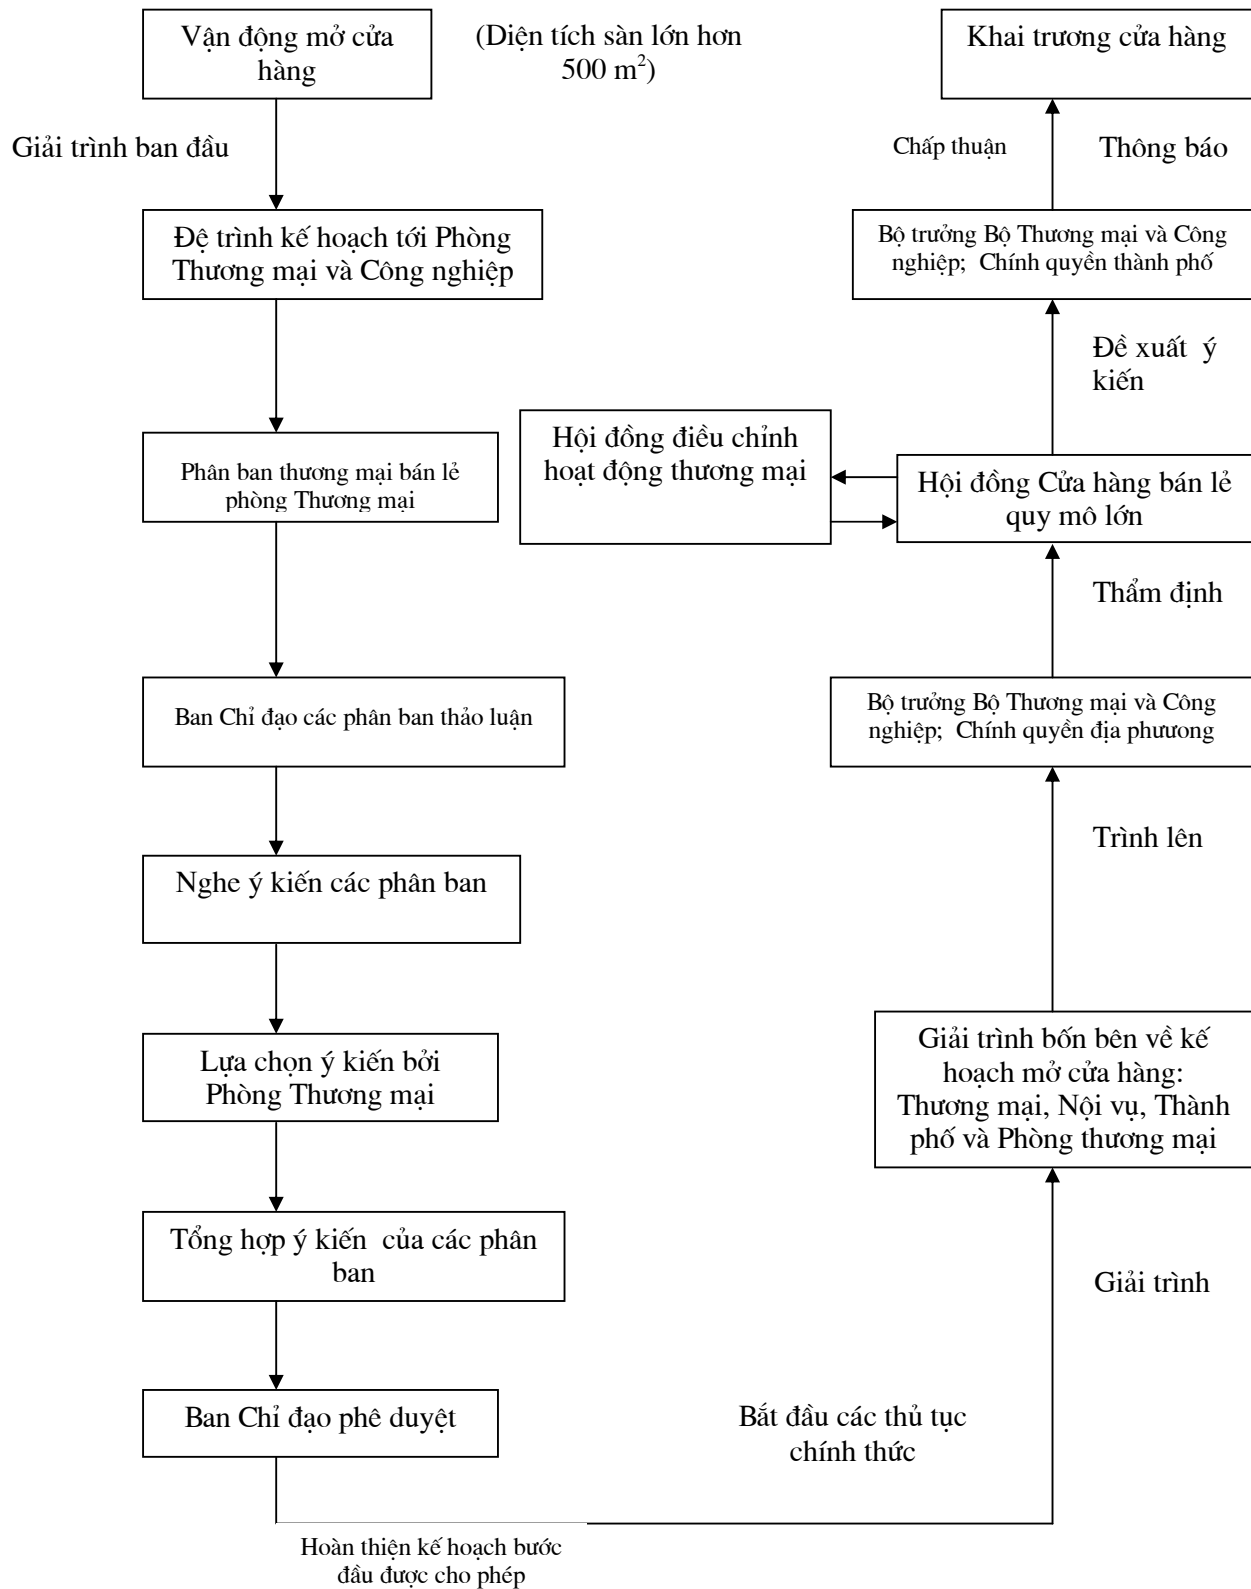 Vận động mở cửa
hàng
(Diện tích sàn lớn hơn
500 m²)
Giải trình ban đầu
Đệ trình kế hoạch tới Phòng
Thương mại và Công nghiệp
Phân ban thương mại bán lẻ
phòng Thương mại
Ban Chỉ đạo các phân ban thảo luận
Nghe ý kiến các phân ban
Lựa chọn ý kiến bởi
Phòng Thương mại
Tổng hợp ý kiến của các phân
ban
Ban Chỉ đạo phê duyệt
Hoàn thiện kế hoạch bước
đầu được cho phép
Bắt đầu các thủ tục
chính thức
Giải trình
Giải trình bốn bên về kế
hoạch mở cửa hàng:
Thương mại, Nội vụ, Thành
phố và Phòng thương mại
Trình lên
Bộ trưởng Bộ Thương mại và Công
nghiệp; Chính quyền địa phưương
Thẩm định
Hội đồng Cửa hàng bán lẻ
quy mô lớn
Hội đồng điều chỉnh
hoạt động thương mại
Đề xuất ý
kiến
Bộ trưởng Bộ Thương mại và Công
nghiệp; Chính quyền thành phố
Chấp thuận
Thông báo
Khai trương cửa hàng